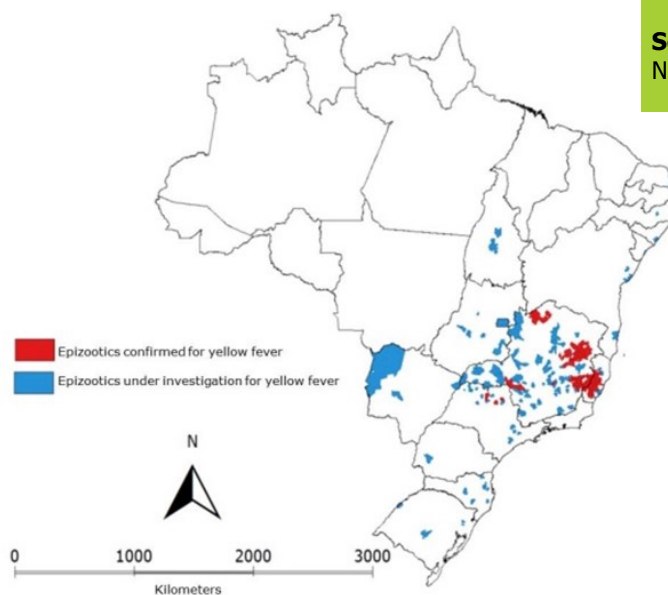 Epizootics confirmed for yellow fever
Epizootics under investigation for yellow fever
N
0 1000 2000 3000
Kilometers